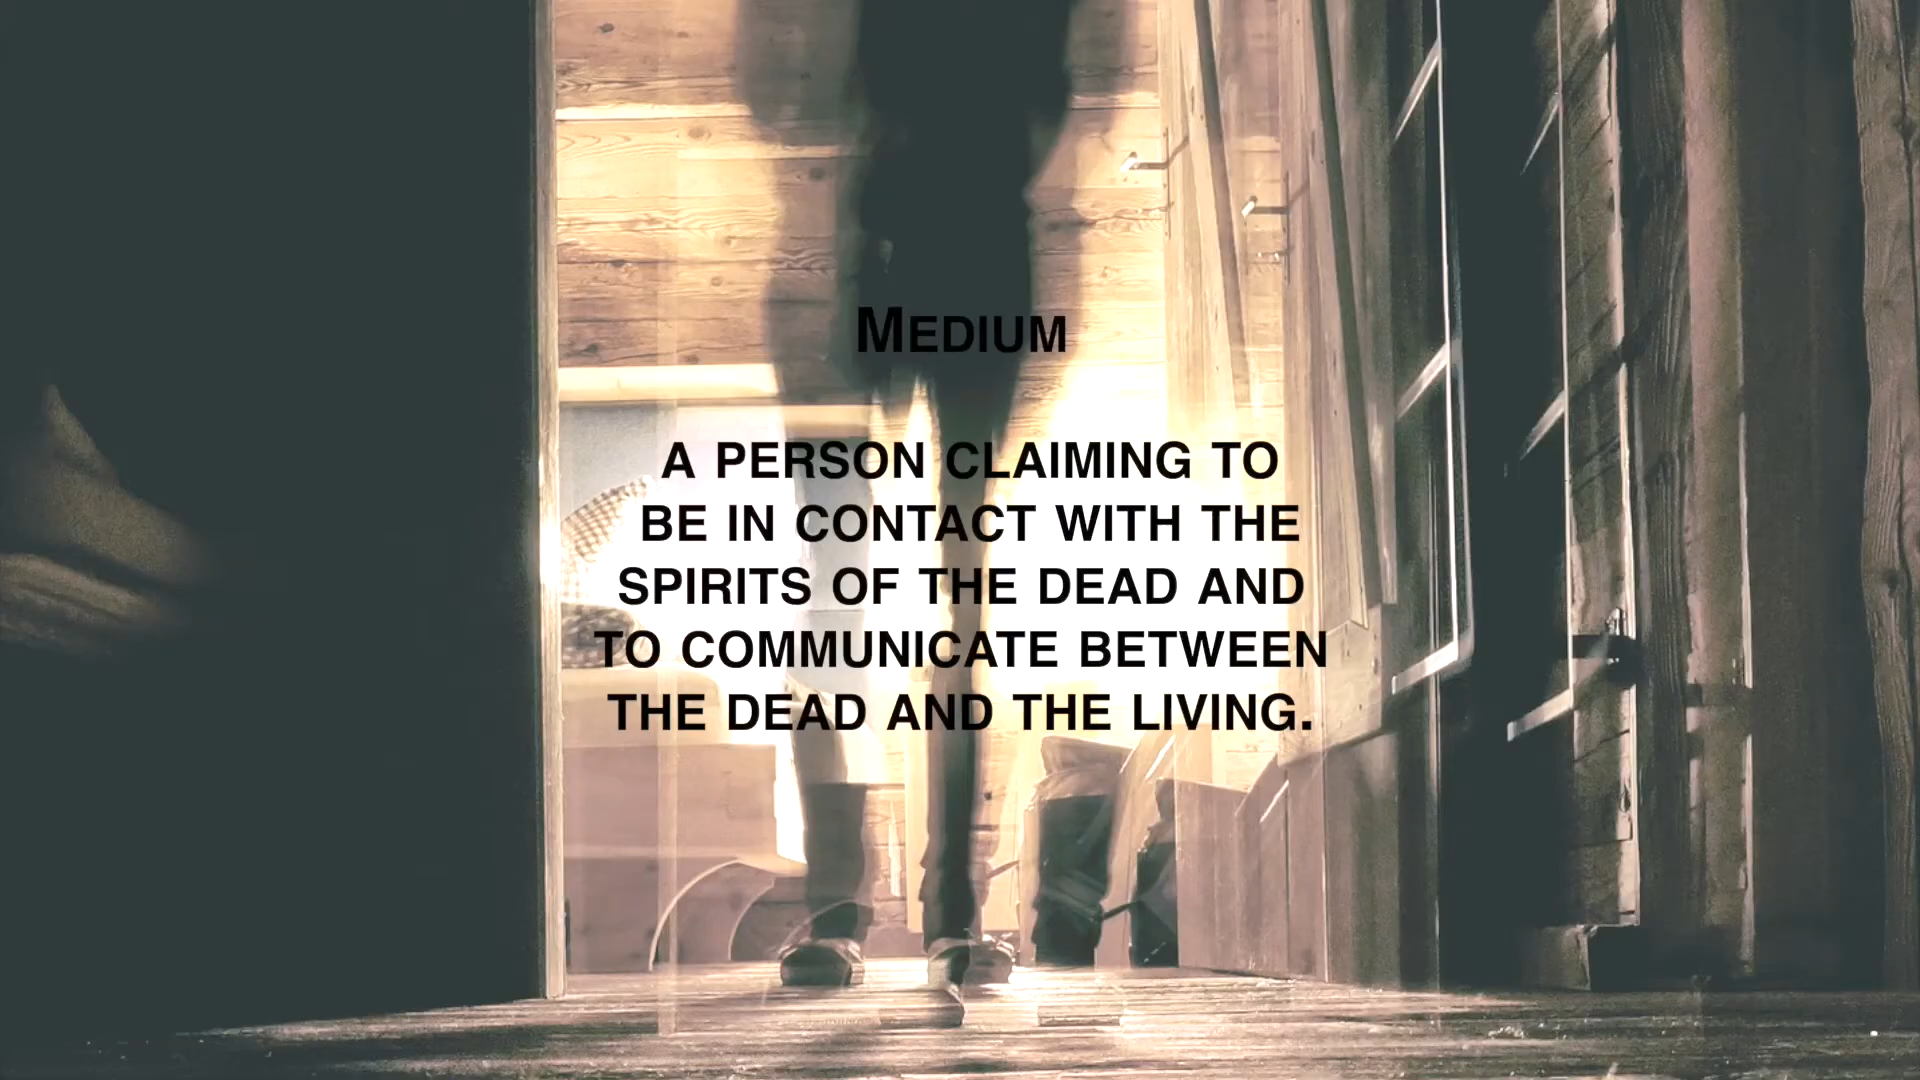 MEDIUM
A PERSON CLAIMING TO
BE IN CONTACT WITH THE
SPIRITS OF THE DEAD AND
TO COMMUNICATE BETWEEN
THE DEAD AND THE LIVING.